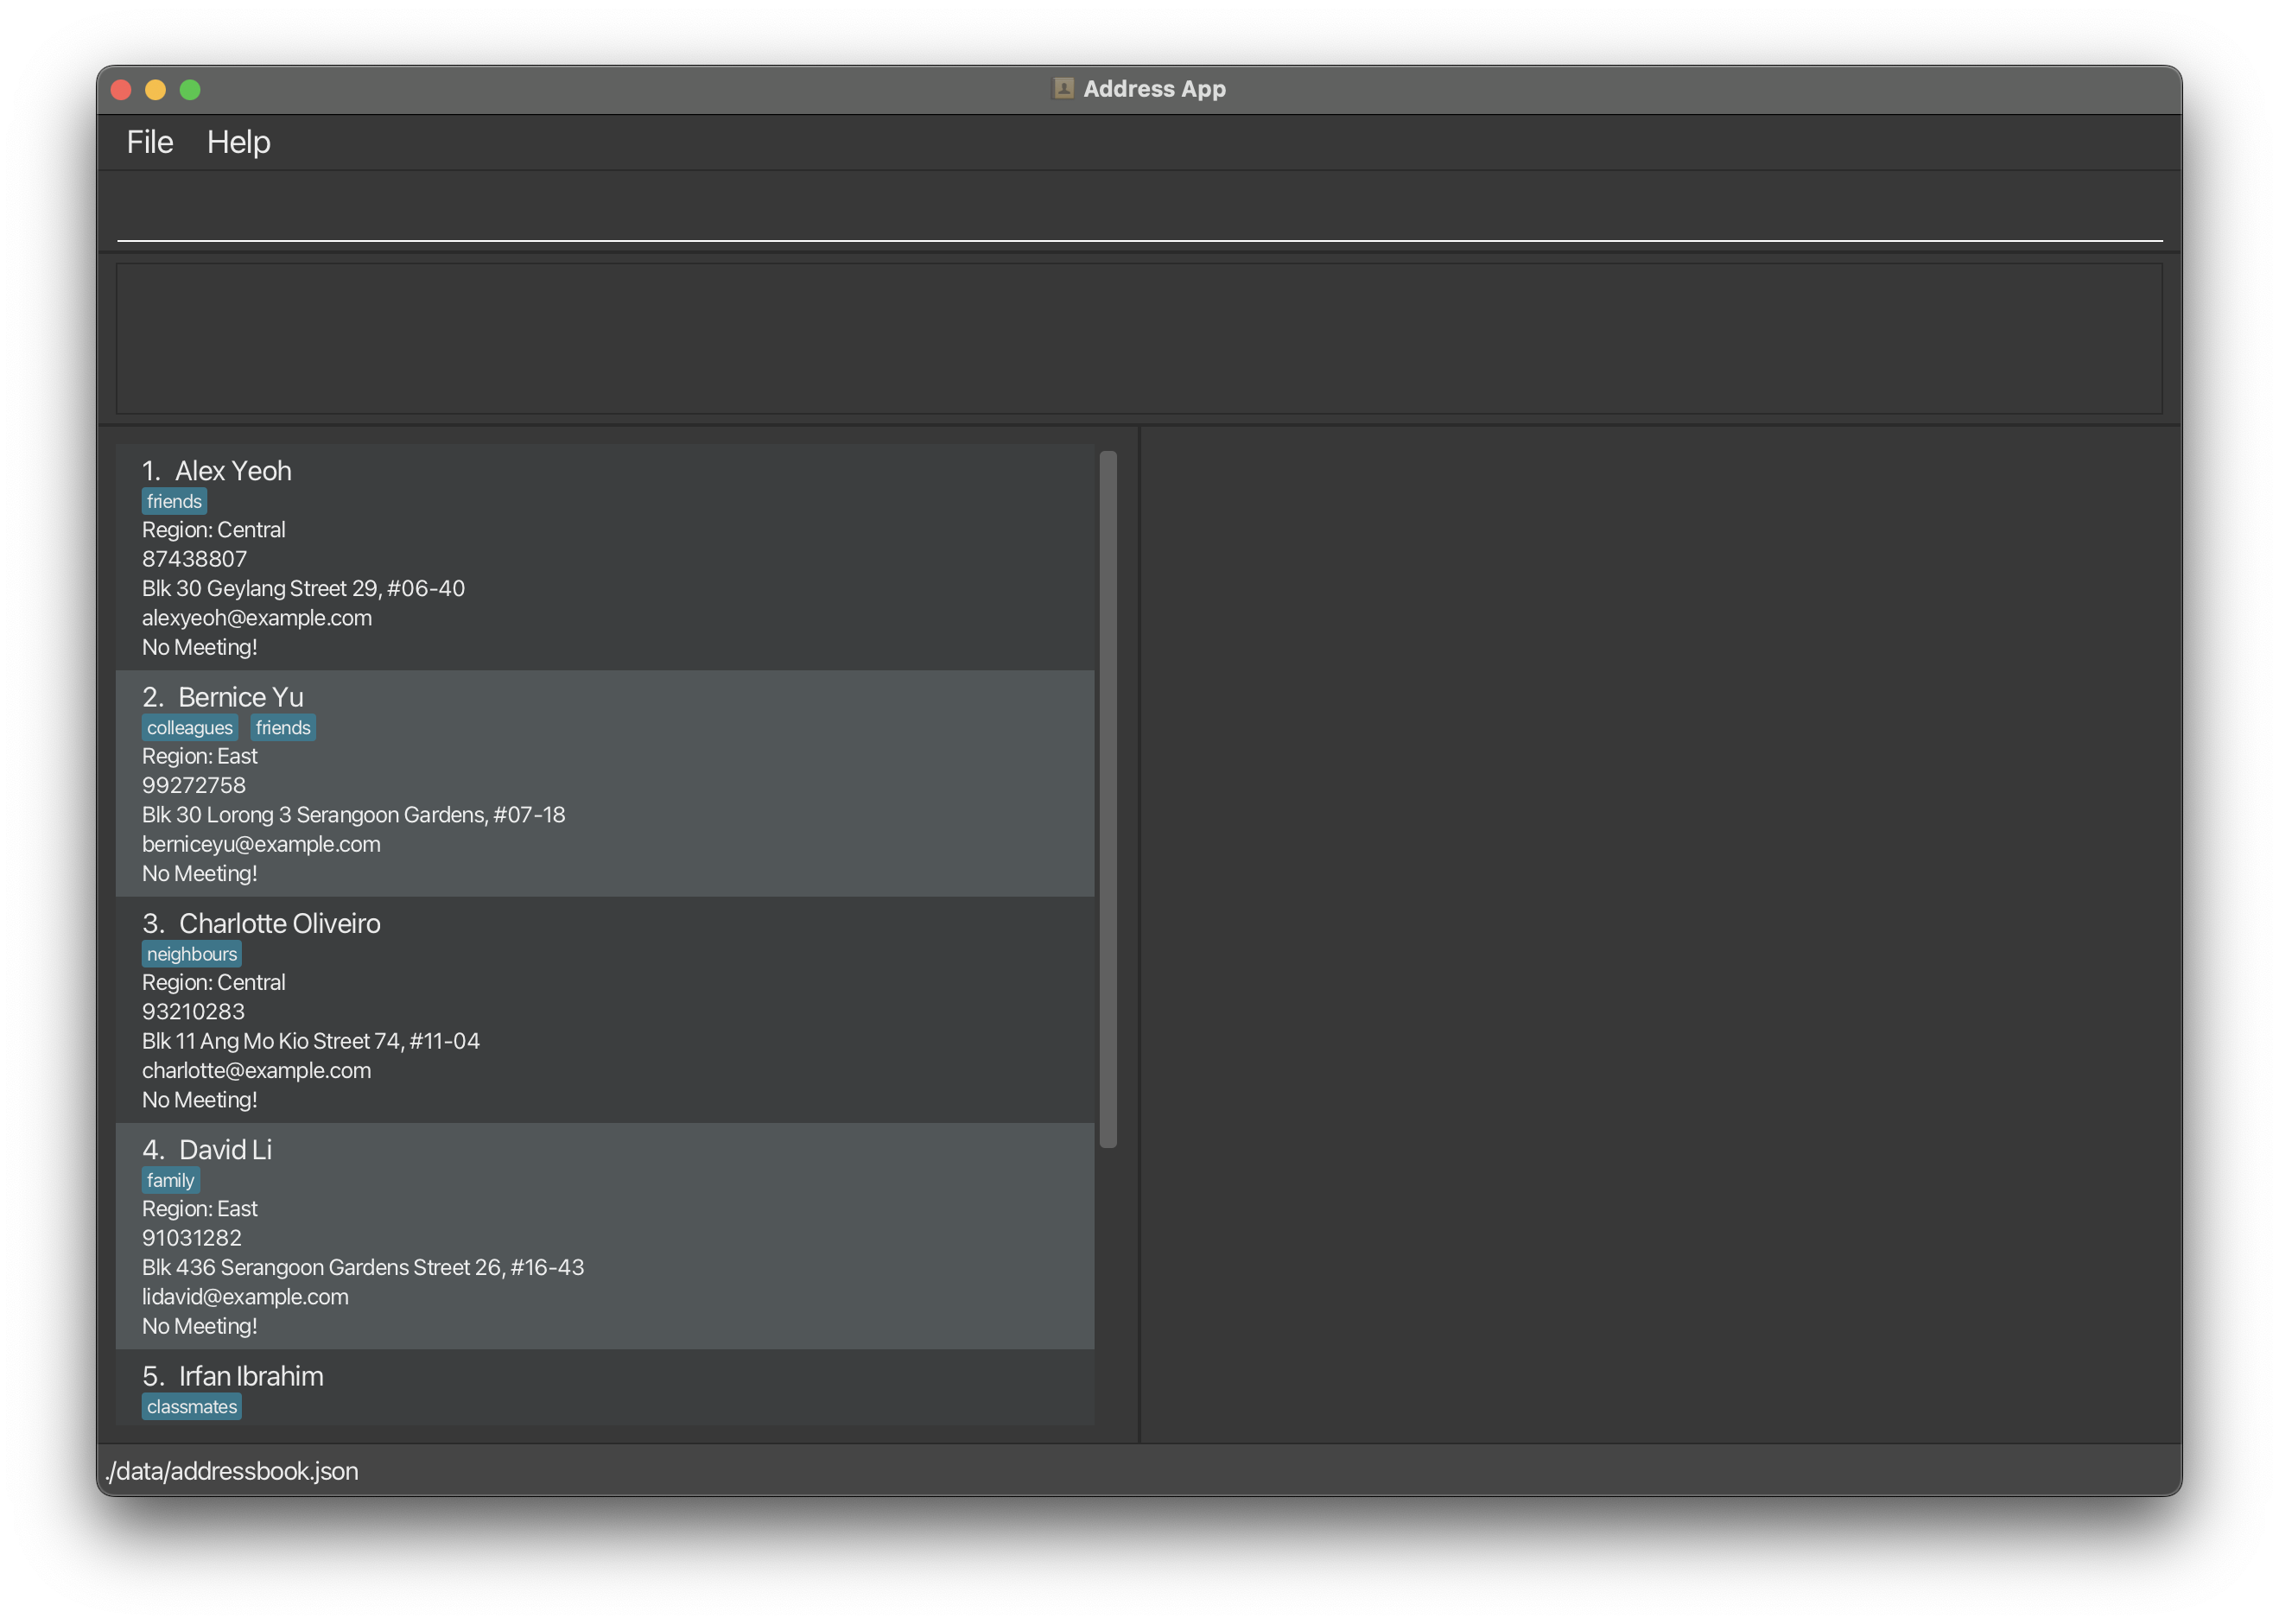 Address App
File Help
1. Alex Yeoh
friends
Region: Central
87438807
Blk 30 Geylang Street 29, #06-40
alexyeoh@example.com
No Meeting!
2. Bernice Yu
colleagues friends
Region: East
99272758
Blk 30 Lorong 3 Serangoon Gardens, #07-18
berniceyu@example.com
No Meeting!
3. Charlotte Oliveiro
neighbours
Region: Central
93210283
Blk 11 Ang Mo Kio Street 74, #11-04
charlotte@example.com
No Meeting!
4. David Li
family
Region: East
91031282
Blk 436 Serangoon Gardens Street 26, #16-43
lidavid@example.com
No Meeting!
5. Irfan Ibrahim
classmates
./data/addressbook.json